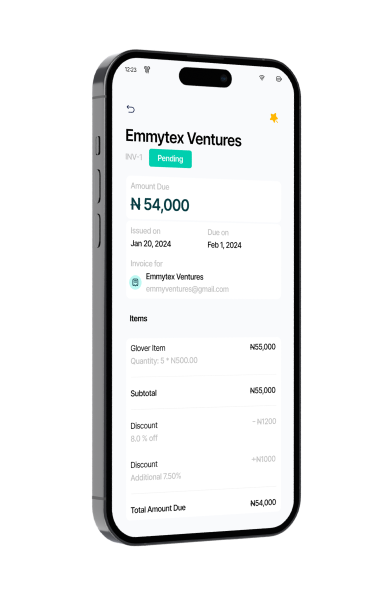 12:23
Emmytex Ventures
INV-1 Pending
Amount Due
₦ 54,000
Issued on Due on
Jan 20, 2024 Feb 1, 2024
Invoice for
Emmytex Ventures
emmyventures@gmail.com
Items
Glover Item ₦55,000
Quantity: 5 * ₦500.00
Subtotal ₦55,000
Discount -₦1200
8.0 % off
Discount ₦1000
Additional 7.50%
Total Amount Due ₦54,000